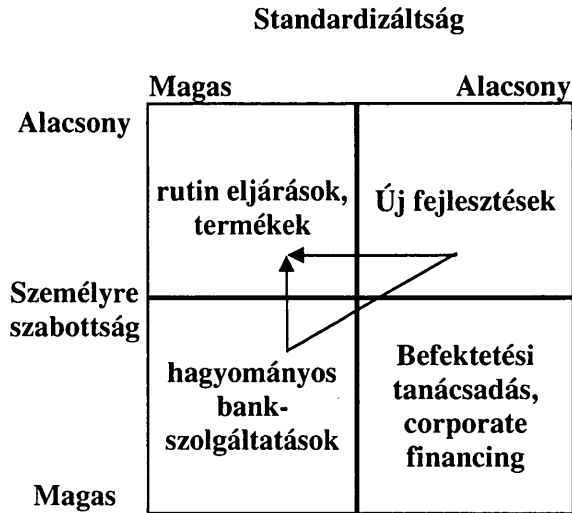 Standardizáltság
Magas Alacsony
Alacsony
rutin eljárások,
termékek
Új fejlesztések
Személyre
szabottság
hagyományos
bank-
szolgáltatások
Befektetési
tanácsadás,
corporate
financing
Magas